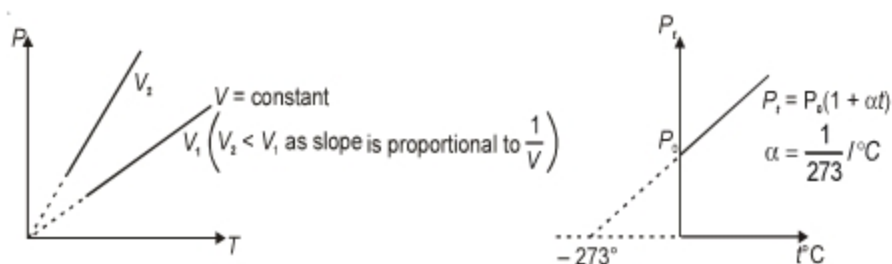 P
V₂
V = constant
V₁ (V₂ < V₁ as slope is proportional to 1/V)
T
Pₜ
P₀
Pₜ = P₀(1 + αt)
α = 1/273 /°C
– 273°
t°C